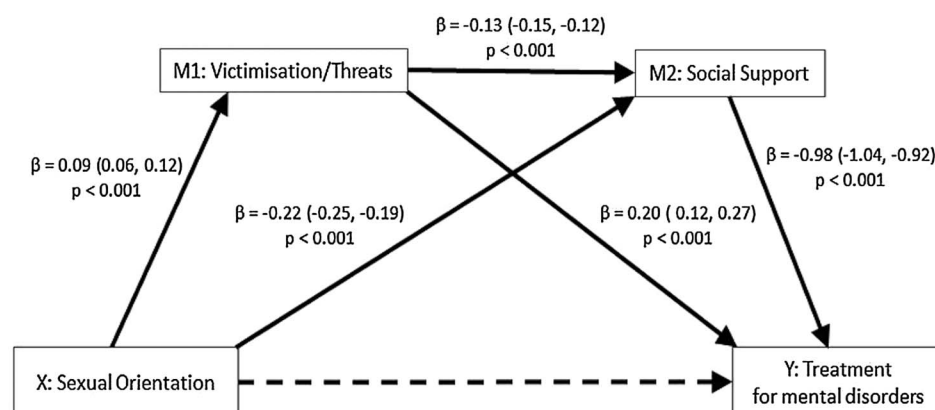 β = -0.13 (-0.15, -0.12)
p < 0.001
M1: Victimisation/Threats
M2: Social Support
β = 0.09 (0.06, 0.12)
p < 0.001
β = -0.98 (-1.04, -0.92)
p < 0.001
β = -0.22 (-0.25, -0.19)
p < 0.001
β = 0.20 ( 0.12, 0.27)
p < 0.001
X: Sexual Orientation
Y: Treatment
for mental disorders